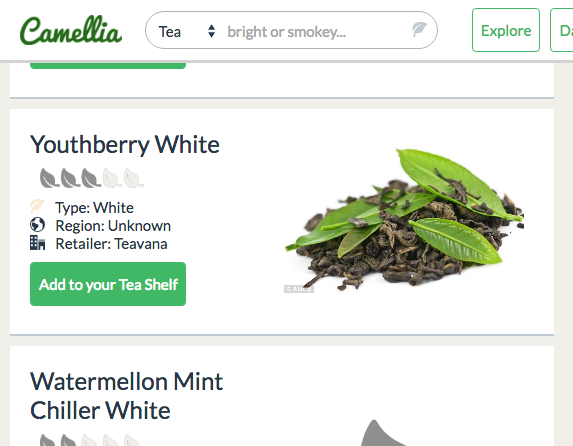 Camellia
Tea
bright or smokey...
Explore
Da
Youthberry White
Type: White
Region: Unknown
Retailer: Teavana
Add to your Tea Shelf
© Alamy
Watermellon Mint
Chiller White